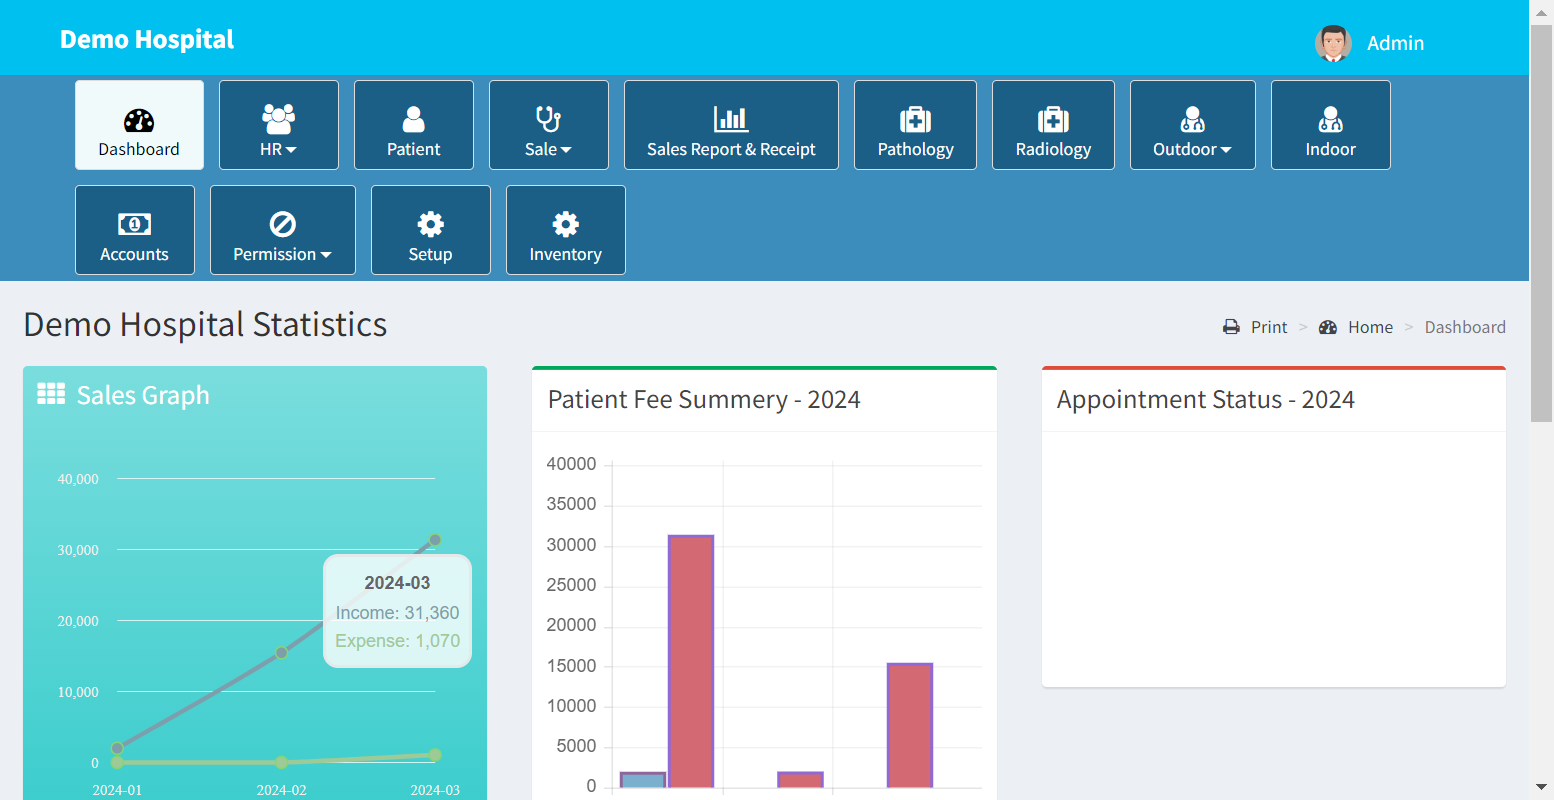 Demo Hospital
Admin
Dashboard
HR
Patient
Sale
Sales Report & Receipt
Pathology
Radiology
Outdoor
Indoor
1
Accounts
Permission
Setup
Inventory
Demo Hospital Statistics
Print > Home > Dashboard
Sales Graph
40,000
30,000
20,000
10,000
0
2024-01
2024-02
2024-03
2024-03
Income: 31,360
Expense: 1,070
Patient Fee Summery - 2024
40000
35000
30000
25000
20000
15000
10000
5000
0
Appointment Status - 2024